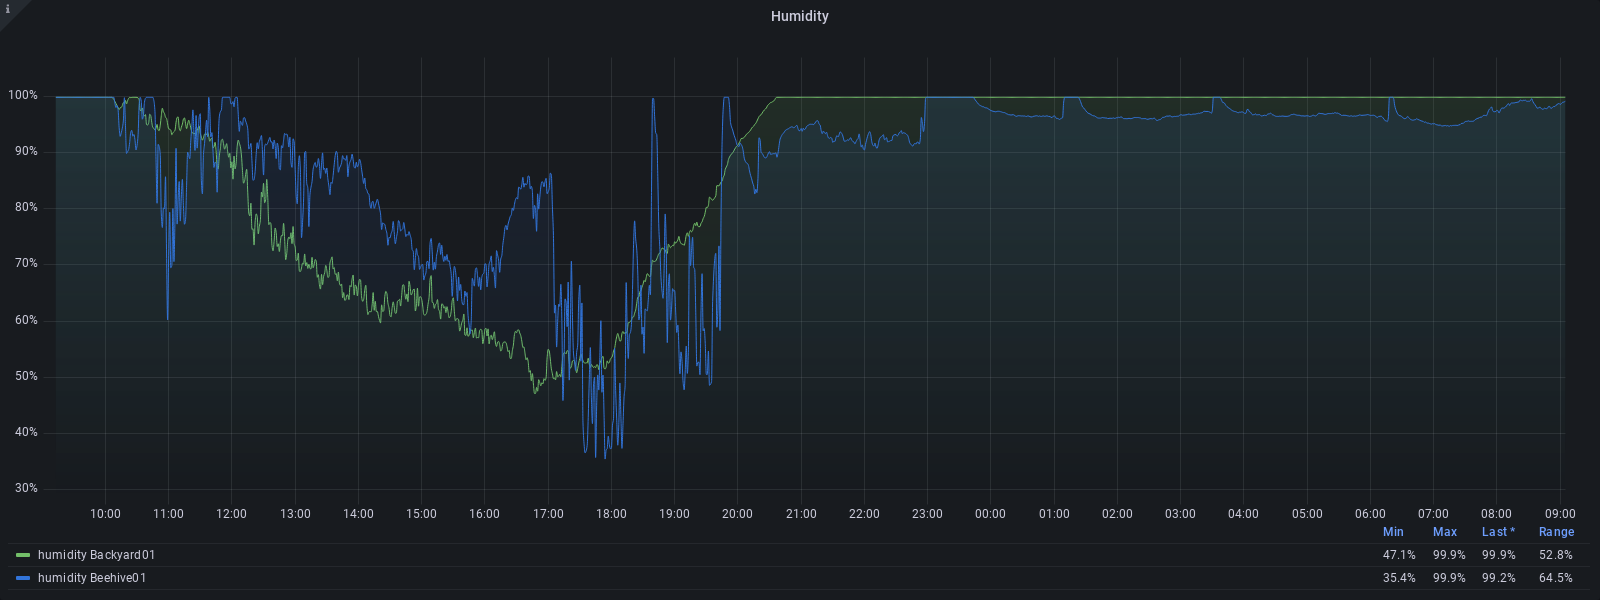 i
Humidity
100%
90%
80%
70%
60%
50%
40%
30%
10:00 11:00 12:00 13:00 14:00 15:00 16:00 17:00 18:00 19:00 20:00 21:00 22:00 23:00 00:00 01:00 02:00 03:00 04:00 05:00 06:00 07:00 08:00 09:00
Min Max Last * Range
humidity Backyard01 47.1% 99.9% 99.9% 52.8%
humidity Beehive01 35.4% 99.9% 99.2% 64.5%